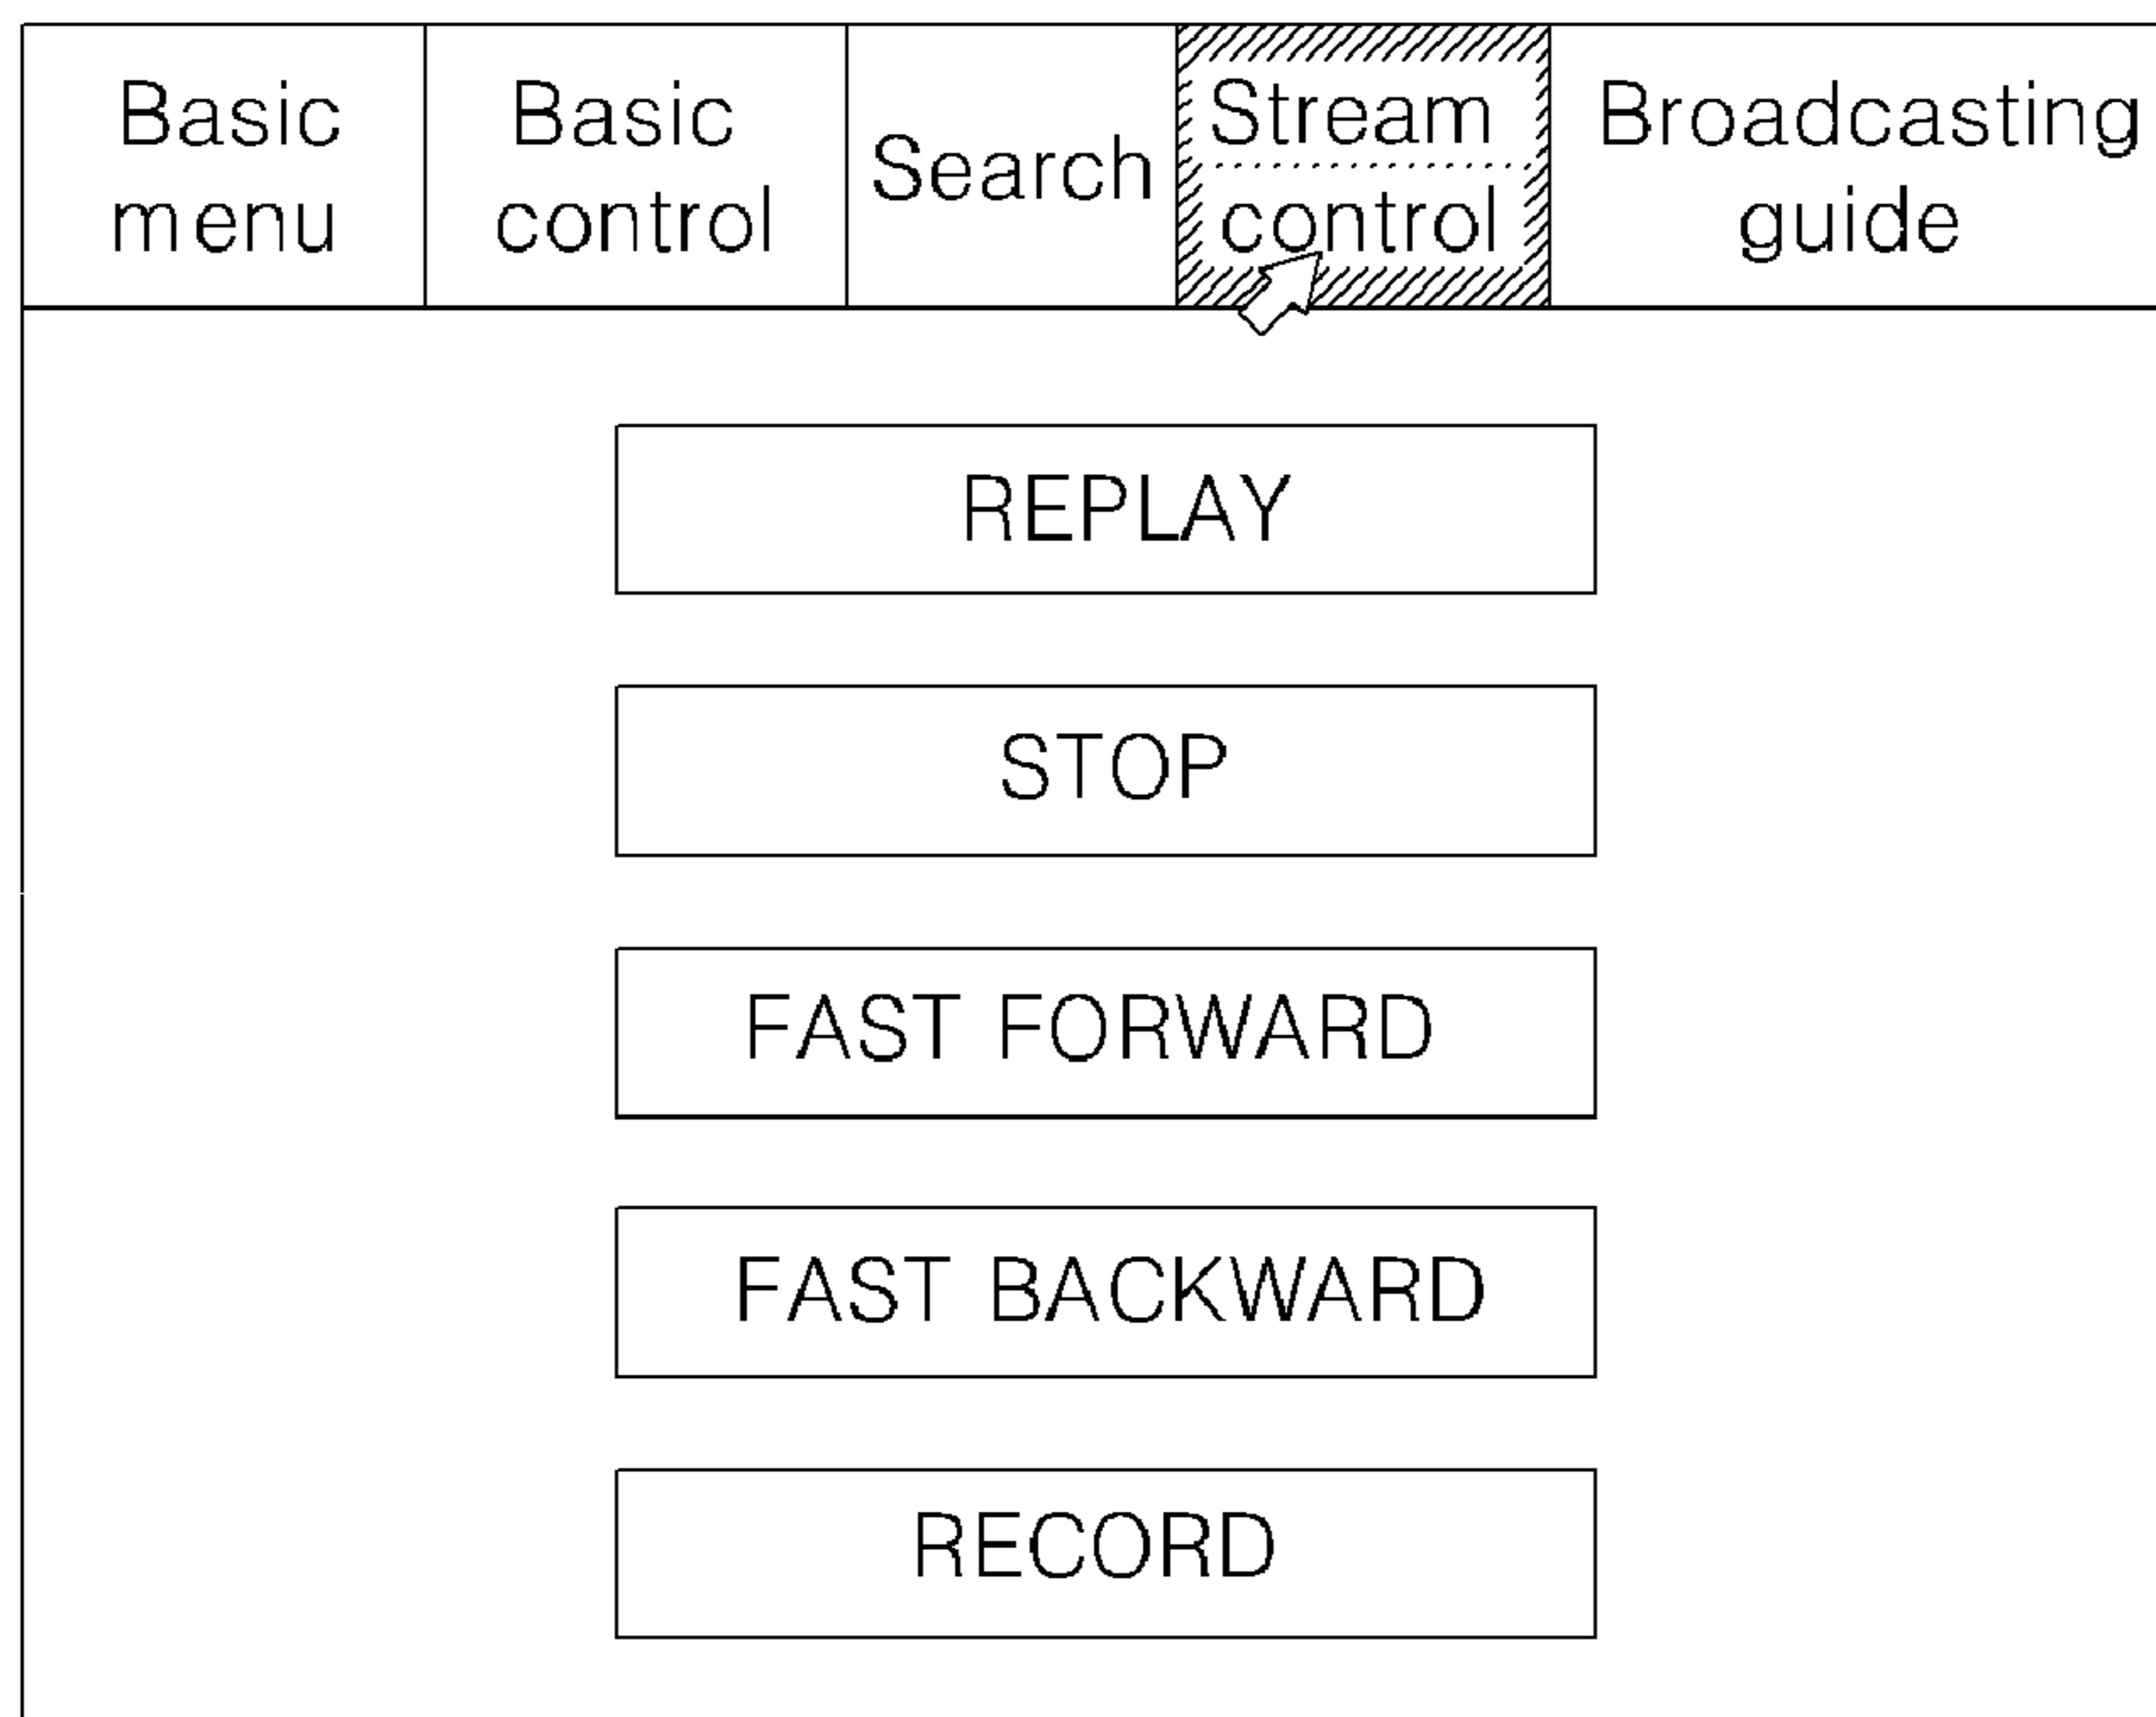 Basic menu
Basic control
Search
Stream control
Broadcasting guide
REPLAY
STOP
FAST FORWARD
FAST BACKWARD
RECORD